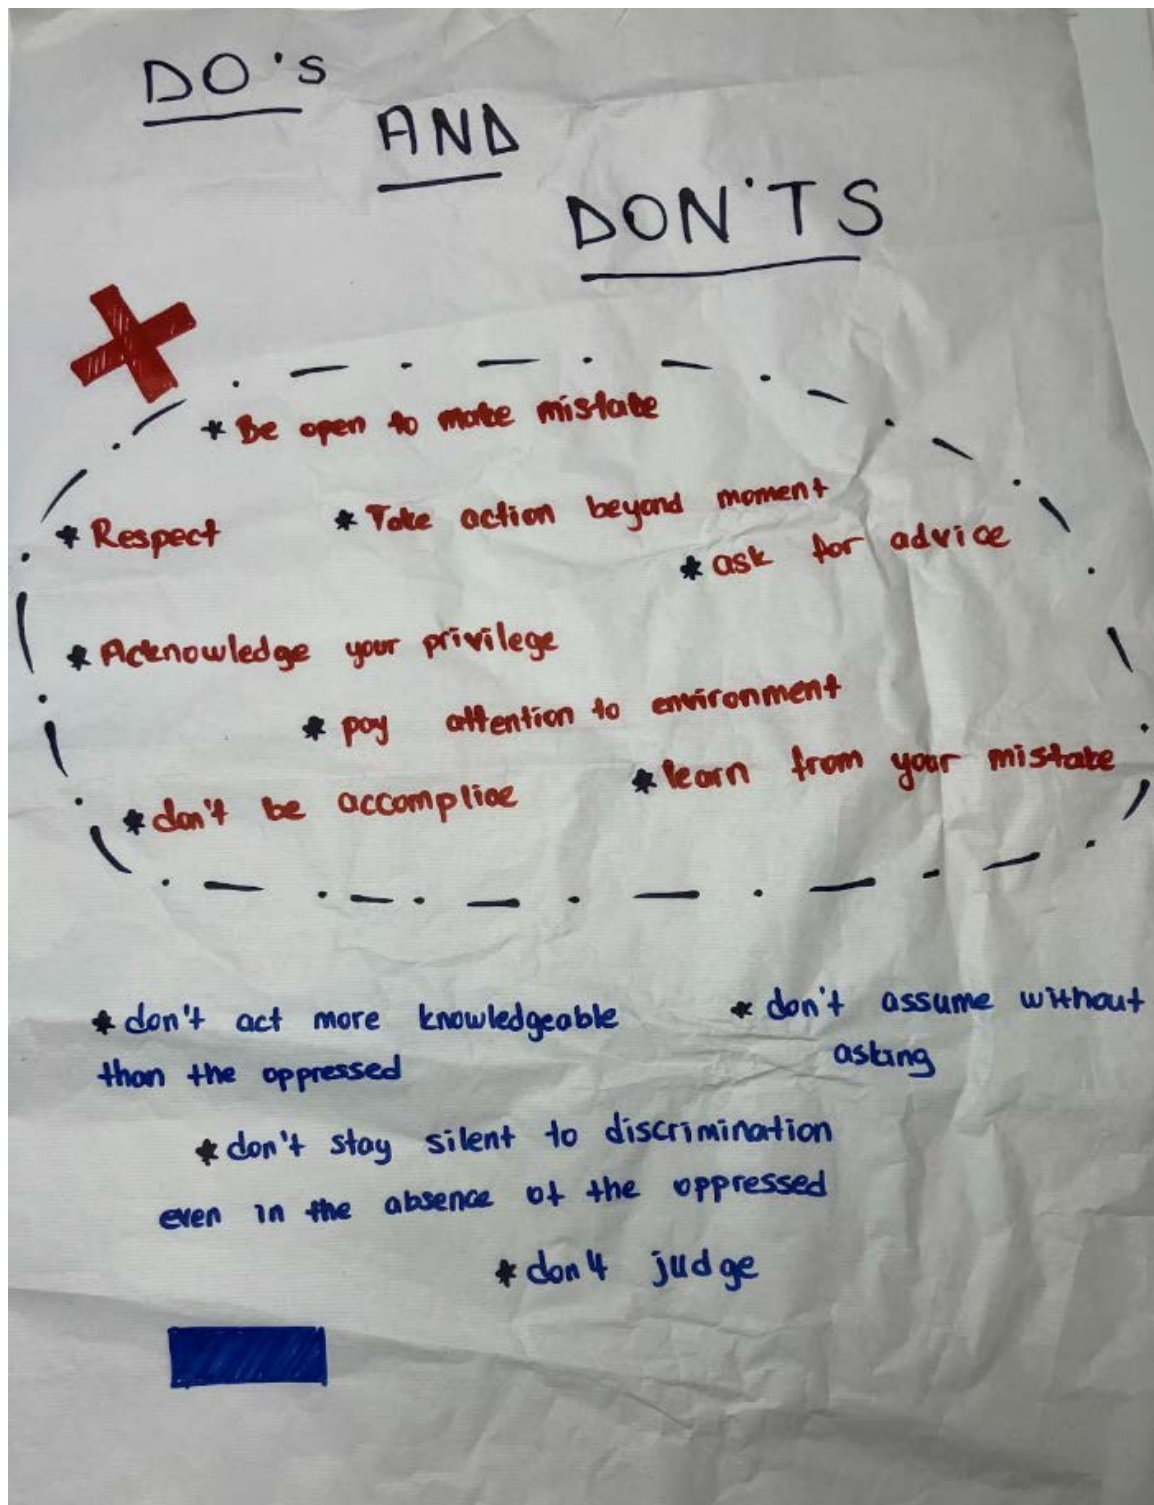 DO's
AND
DON'TS
* Be open to make mistake
* Respect
* Take action beyond moment
* ask for advice
* Acknowledge your privilege
* pay attention to environment
* learn from your mistake
* don't be accomplice
* don't act more knowledgeable
than the oppressed
* don't assume without
asking
* don't stay silent to discrimination
even in the absence of the oppressed
* don't judge